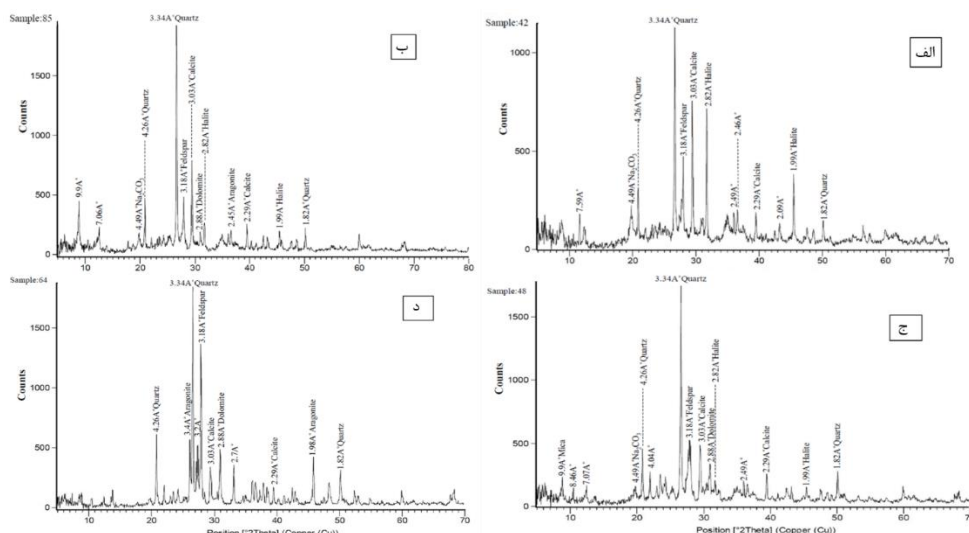 Sample:85
ب
3.34A°Quartz
4.26A°Quartz
3.03A°Calcite
2.82A°Halite
3.18A°Feldspar
2.88A°Dolomite
9.9A°
7.06A°
4.49A°Na₂CO₃
2.45A°Aragonite
2.29A°Calcite
1.99A°Halite
1.82A°Quartz
Counts
1500
1000
500
0
10 20 30 40 50 60 70 80
Sample:42
الف
3.34A°Quartz
4.26A°Quartz
3.03A°Calcite
2.82A°Halite
3.18A°Feldspar
2.46A°
7.59A°
4.49A°Na₂CO₃
2.49A°
2.29A°Calcite
2.09A°
1.99A°Halite
1.82A°Quartz
Counts
1000
500
0
10 20 30 40 50 60 70
Sample:64
د
3.34A°Quartz
3.18A°Feldspar
4.26A°Quartz
3.4A°Aragonite
3.2A°
3.03A°Calcite
2.88A°Dolomite
2.7A°
2.29A°Calcite
1.98A°Aragonite
1.82A°Quartz
Counts
1500
1000
500
0
10 20 30 40 50 60 70
Position [°2Theta] (Copper (Cu))
Sample:48
ج
3.34A°Quartz
4.26A°Quartz
2.82A°Halite
3.18A°Feldspar
3.03A°Calcite
2.88A°Dolomite
9.9A°Mica
8.46A°
7.07A°
4.49A°Na₂CO₃
4.04A°
2.49A°
2.29A°Calcite
1.99A°Halite
1.82A°Quartz
Counts
1500
1000
500
0
10 20 30 40 50 60 70
Position [°2Theta] (Copper (Cu))